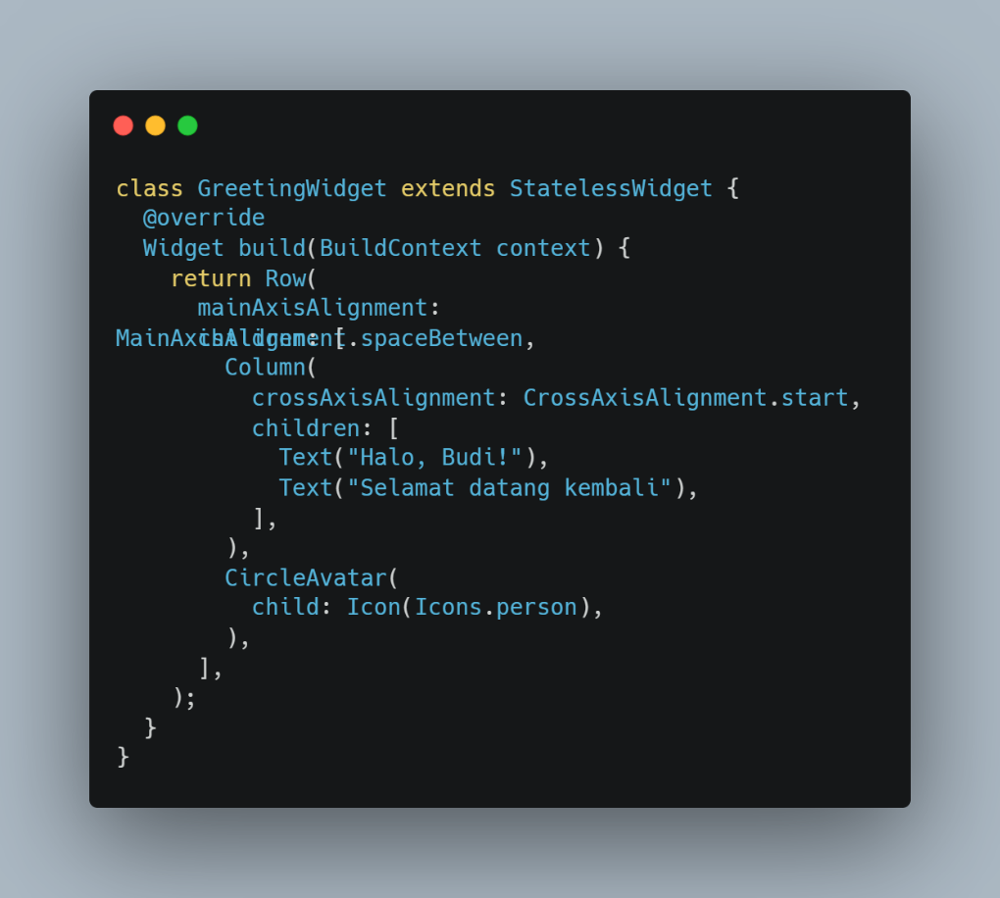 class GreetingWidget extends StatelessWidget {
  @override
  Widget build(BuildContext context) {
    return Row(
      mainAxisAlignment:
MainAxisAlignment.spaceBetween,
      children: [
        Column(
          crossAxisAlignment: CrossAxisAlignment.start,
          children: [
            Text("Halo, Budi!"),
            Text("Selamat datang kembali"),
          ],
        ),
        CircleAvatar(
          child: Icon(Icons.person),
        ),
      ],
    );
  }
}